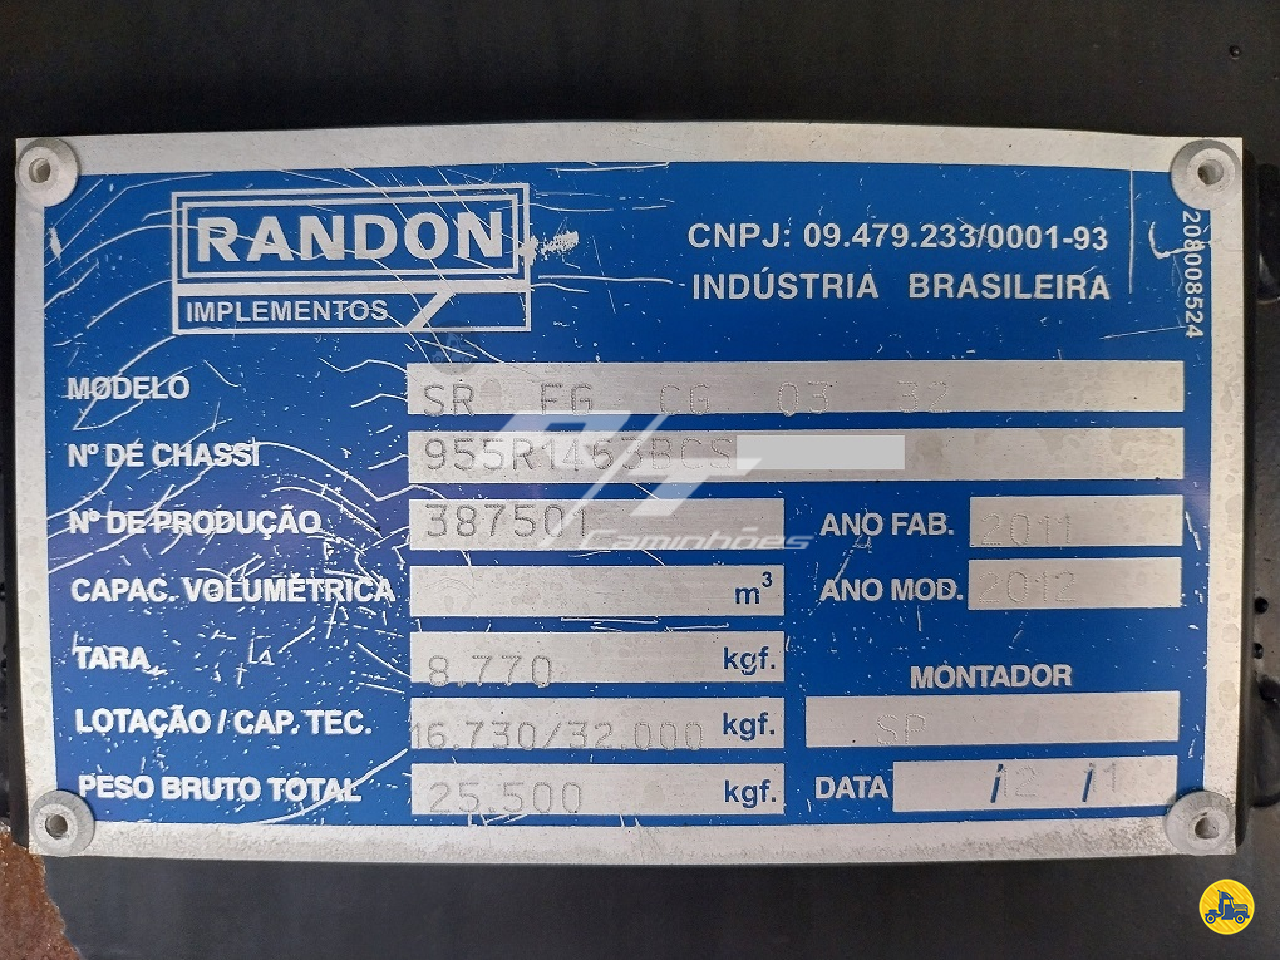 RANDON
IMPLEMENTOS
CNPJ: 09.479.233/0001-93
INDÚSTRIA BRASILEIRA
208008524
MODELO SR FG CG 03 32
Nº DE CHASSI 955R1463BCS
Nº DE PRODUÇÃO 387501
ANO FAB. 2011
Caminhões
CAPAC. VOLUMÉTRICA m³
ANO MOD. 2012
TARA 8.770 kgf.
MONTADOR
LOTAÇÃO / CAP. TEC. 16.730/32.000 kgf.
SP
PESO BRUTO TOTAL 25.500 kgf.
DATA / 12 / 11